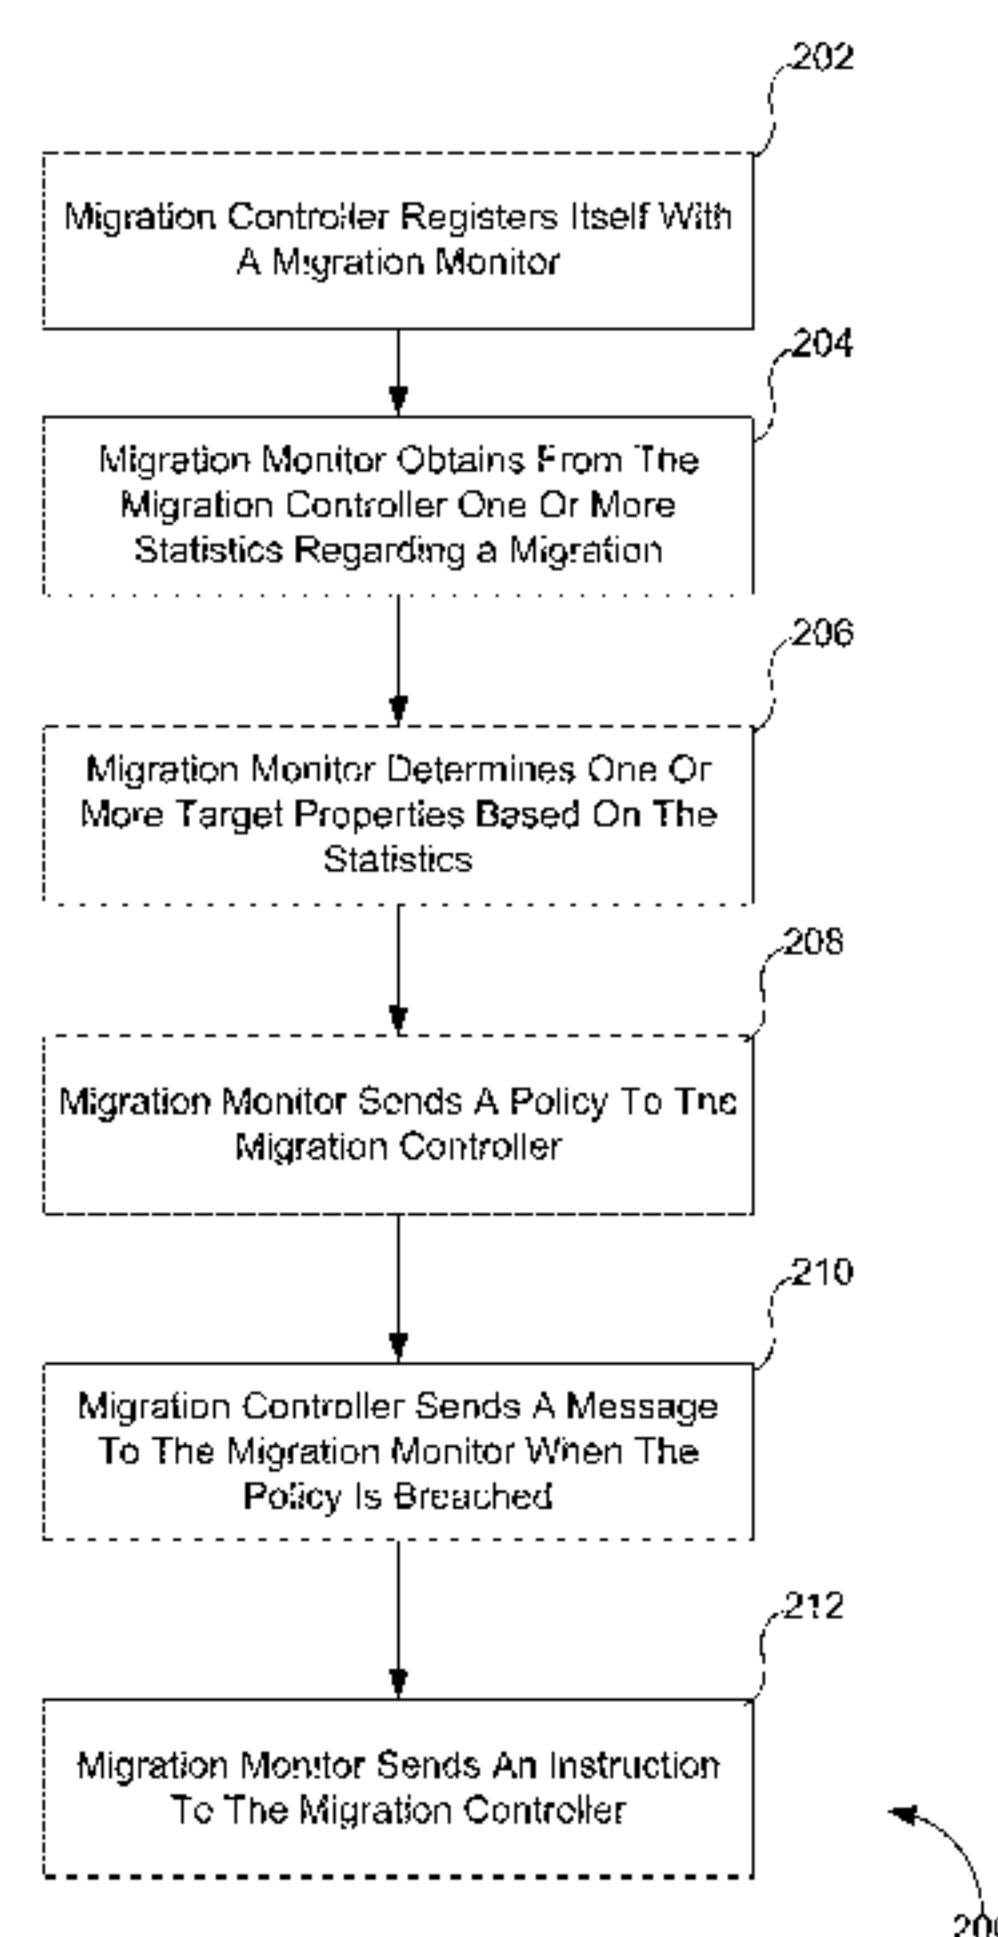 202
Migration Controller Registers Itself With
A Migration Monitor
204
Migration Monitor Obtains From The
Migration Controller One Or More
Statistics Regarding a Migration
206
Migration Monitor Determines One Or
More Target Properties Based On The
Statistics
208
Migration Monitor Sends A Policy To The
Migration Controller
210
Migration Controller Sends A Message
To The Migration Monitor When The
Policy Is Breached
212
Migration Monitor Sends An Instruction
To The Migration Controller
200